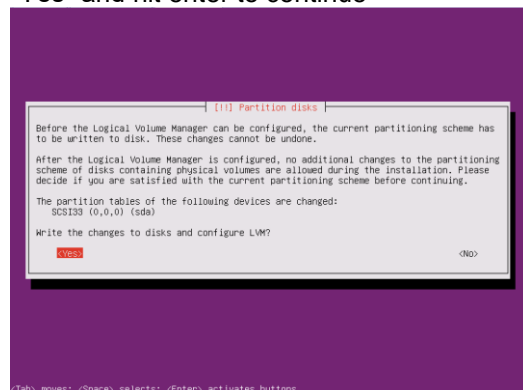 "Yes" and hit enter to continue
[!!] Partition disks
Before the Logical Volume Manager can be configured, the current partitioning scheme has
to be written to disk. These changes cannot be undone.
After the Logical Volume Manager is configured, no additional changes to the partitioning
scheme of disks containing physical volumes are allowed during the installation. Please
decide if you are satisfied with the current partitioning scheme before continuing.
The partition tables of the following devices are changed:
SCSI33 (0,0,0) (sda)
Write the changes to disks and configure LVM?
<Yes> <No>
<Tab> moves; <Space> selects; <Enter> activates buttons